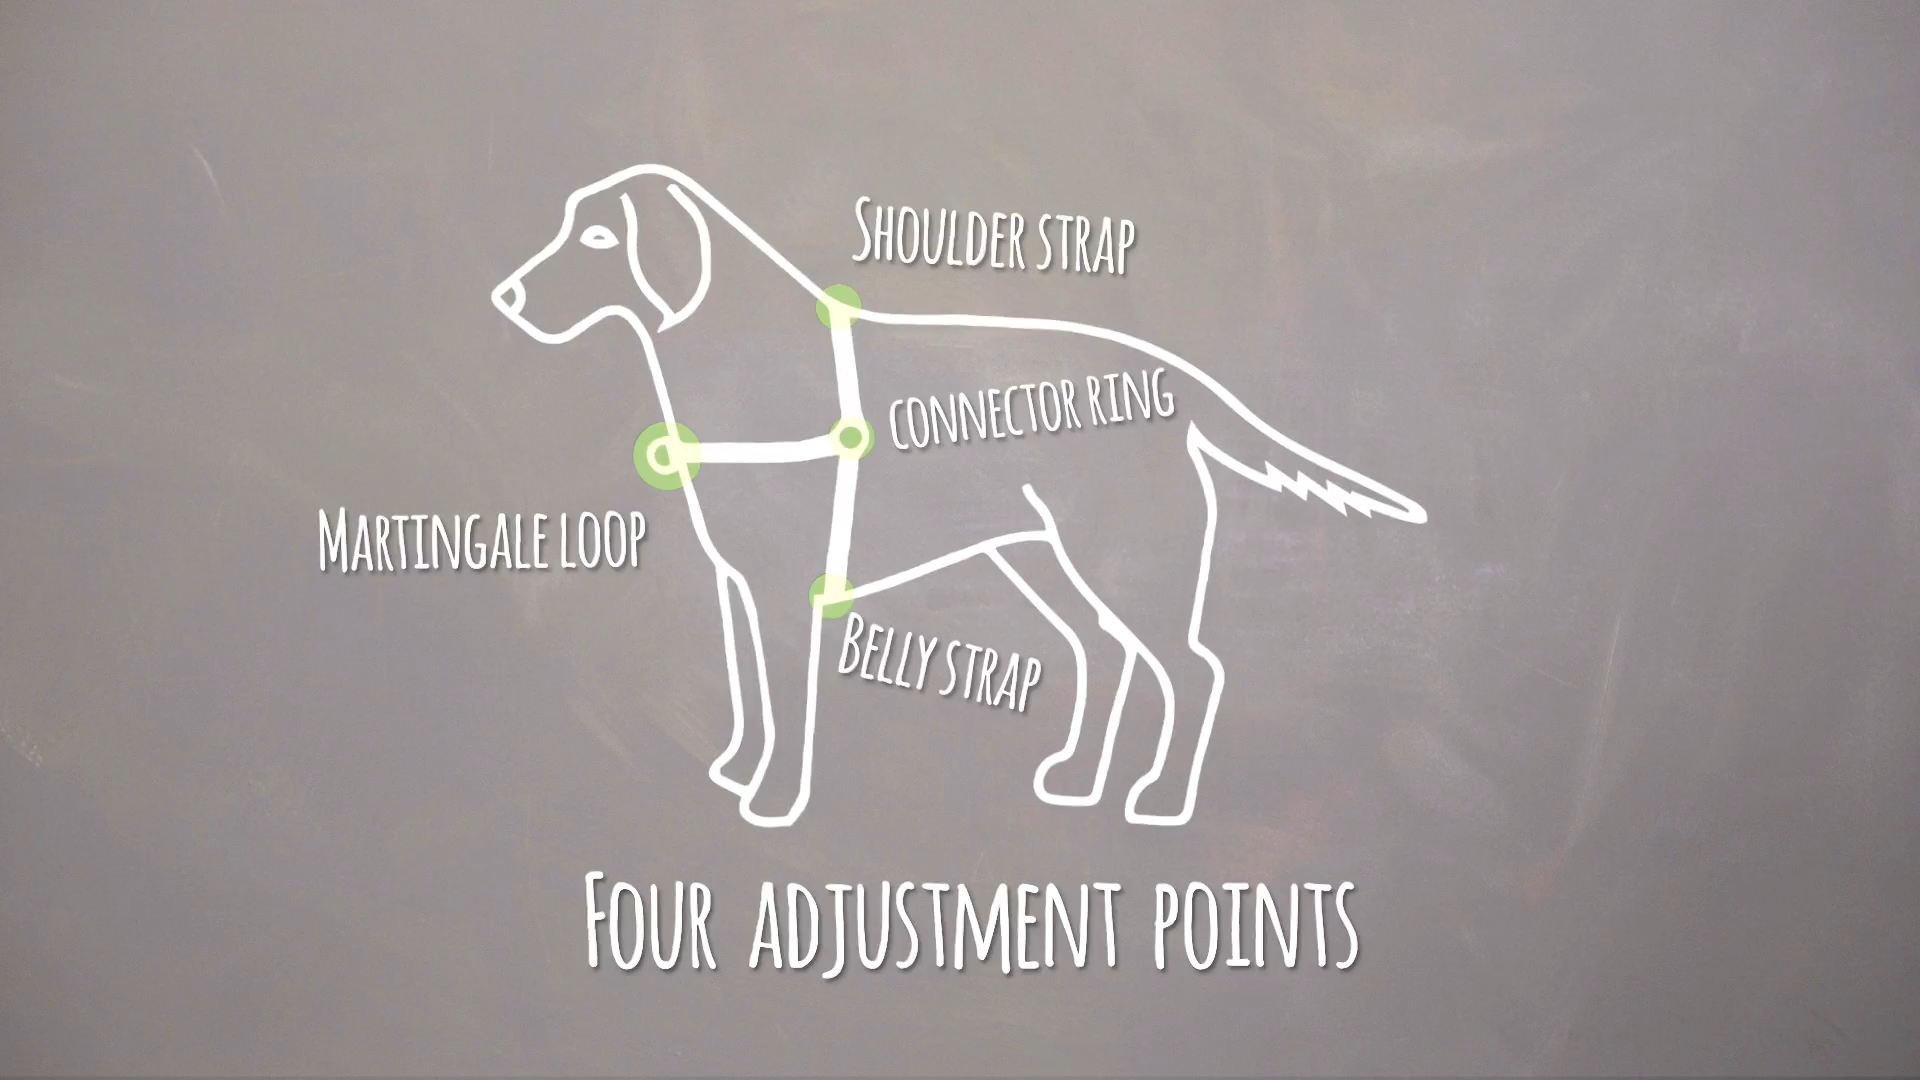 Shoulder strap
connector ring
Martingale loop
Belly strap
Four adjustment points